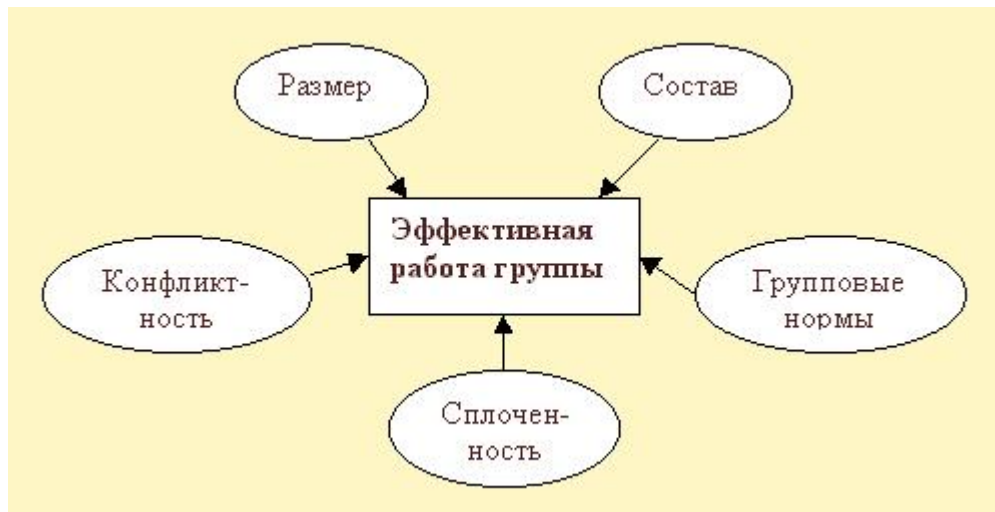 Размер
Состав
Эффективная
работа группы
Конфликт-
ность
Групповые
нормы
Сплочен-
ность